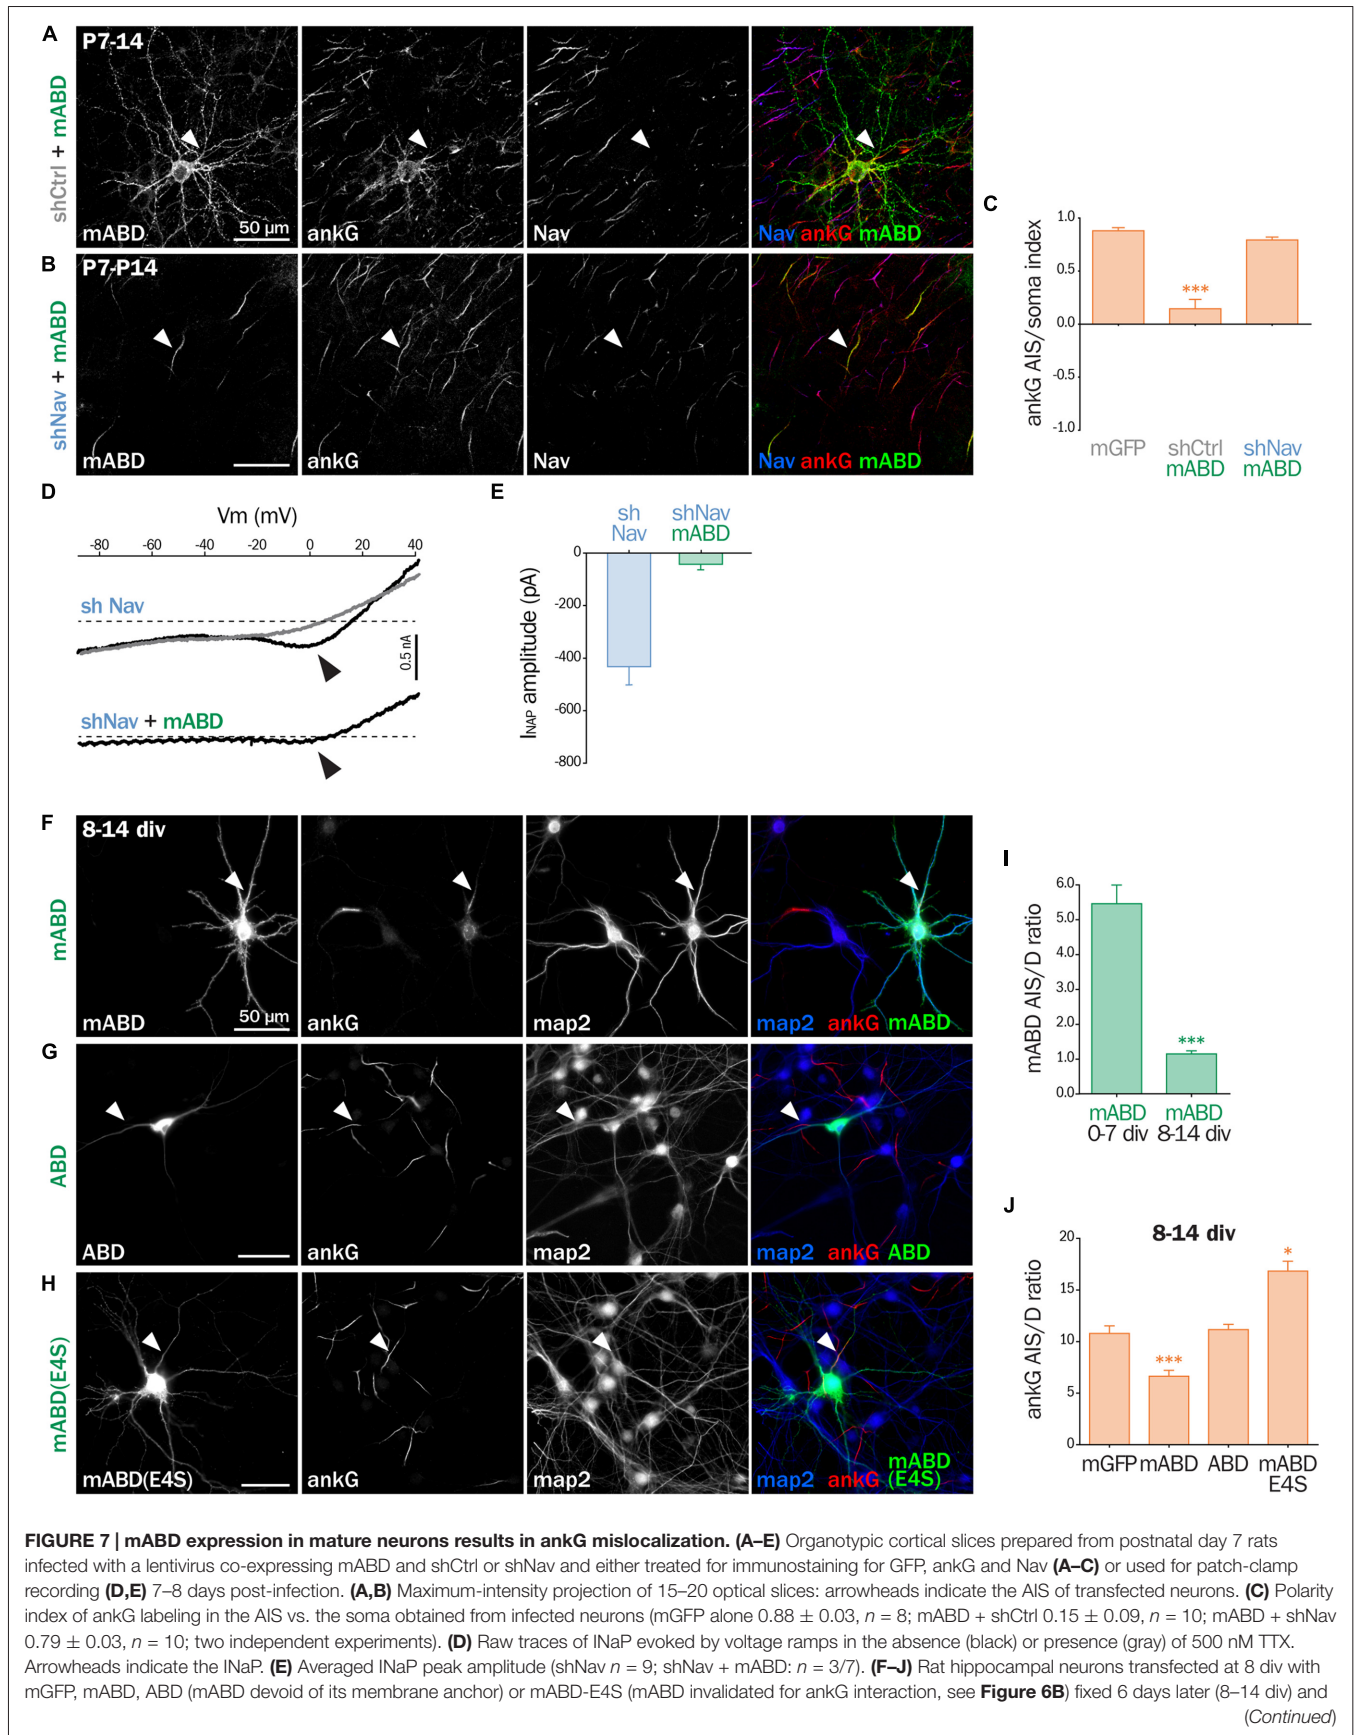 A
P7-14
shCtrl + mABD
mABD
50 µm
ankG
Nav
Nav ankG mABD
B
P7-P14
shNav + mABD
mABD
ankG
Nav
Nav ankG mABD
C
ankG AIS/soma index
1.0
0.5
0.0
-0.5
-1.0
***
mGFP
shCtrl
mABD
shNav
mABD
D
Vm (mV)
-80 -60 -40 -20 0 20 40
sh Nav
0.5 nA
shNav + mABD
E
sh
Nav
shNav
mABD
INAP amplitude (pA)
0
-200
-400
-600
-800
F
8-14 div
mABD
mABD
50 µm
ankG
map2
map2 ankG mABD
G
ABD
ABD
ankG
map2
map2 ankG ABD
H
mABD(E4S)
mABD(E4S)
ankG
map2
map2 ankG mABD
(E4S)
I
mABD AIS/D ratio
6.0
5.0
4.0
3.0
2.0
1.0
0.0
***
mABD
0-7 div
mABD
8-14 div
J
8-14 div
ankG AIS/D ratio
20
15
10
5
0
***
*
mGFP mABD ABD mABD
E4S
FIGURE 7 | mABD expression in mature neurons results in ankG mislocalization. (A–E) Organotypic cortical slices prepared from postnatal day 7 rats
infected with a lentivirus co-expressing mABD and shCtrl or shNav and either treated for immunostaining for GFP, ankG and Nav (A–C) or used for patch-clamp
recording (D,E) 7–8 days post-infection. (A,B) Maximum-intensity projection of 15–20 optical slices: arrowheads indicate the AIS of transfected neurons. (C) Polarity
index of ankG labeling in the AIS vs. the soma obtained from infected neurons (mGFP alone 0.88 ± 0.03, n = 8; mABD + shCtrl 0.15 ± 0.09, n = 10; mABD + shNav
0.79 ± 0.03, n = 10; two independent experiments). (D) Raw traces of INaP evoked by voltage ramps in the absence (black) or presence (gray) of 500 nM TTX.
Arrowheads indicate the INaP. (E) Averaged INaP peak amplitude (shNav n = 9; shNav + mABD: n = 3/7). (F–J) Rat hippocampal neurons transfected at 8 div with
mGFP, mABD, ABD (mABD devoid of its membrane anchor) or mABD-E4S (mABD invalidated for ankG interaction, see Figure 6B) fixed 6 days later (8–14 div) and
(Continued)